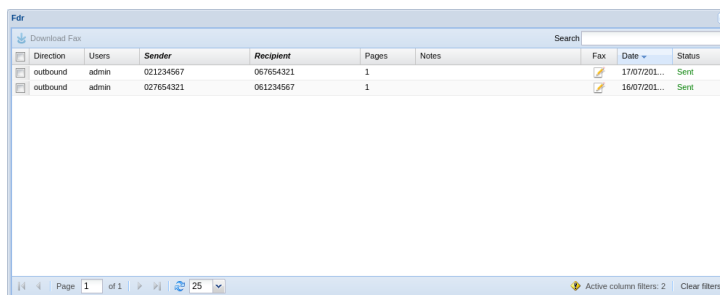 Fdr
Download Fax Search
Direction Users Sender Recipient Pages Notes Fax Date Status
outbound admin 021234567 067654321 1 17/07/201... Sent
outbound admin 027654321 061234567 1 16/07/201... Sent
Page 1 of 1 25 Active column filters: 2 Clear filters